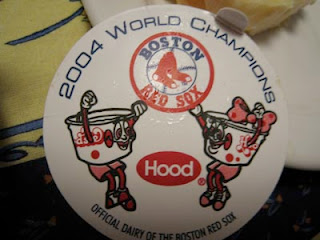 2004 WORLD CHAMPIONS
BOSTON
RED SOX
Hood®
OFFICIAL DAIRY OF THE BOSTON RED SOX